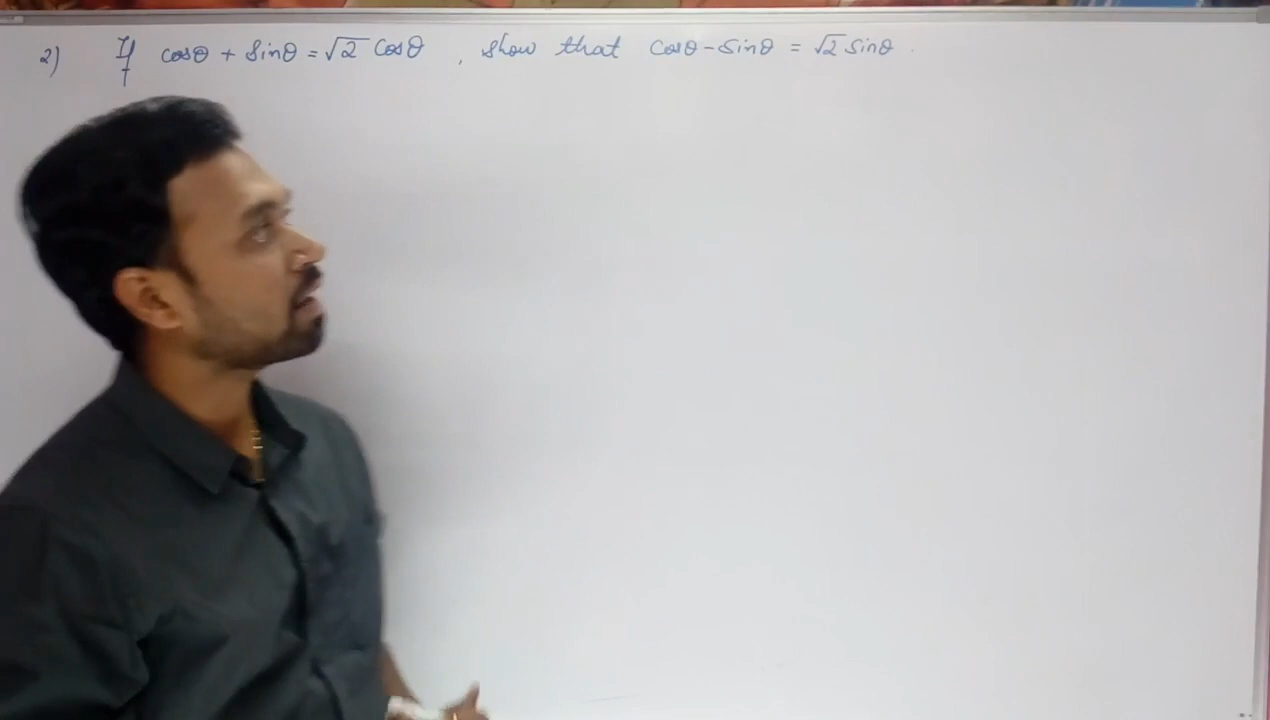 2) If cosθ + sinθ = √2 cosθ , show that cosθ - sinθ = √2 sinθ